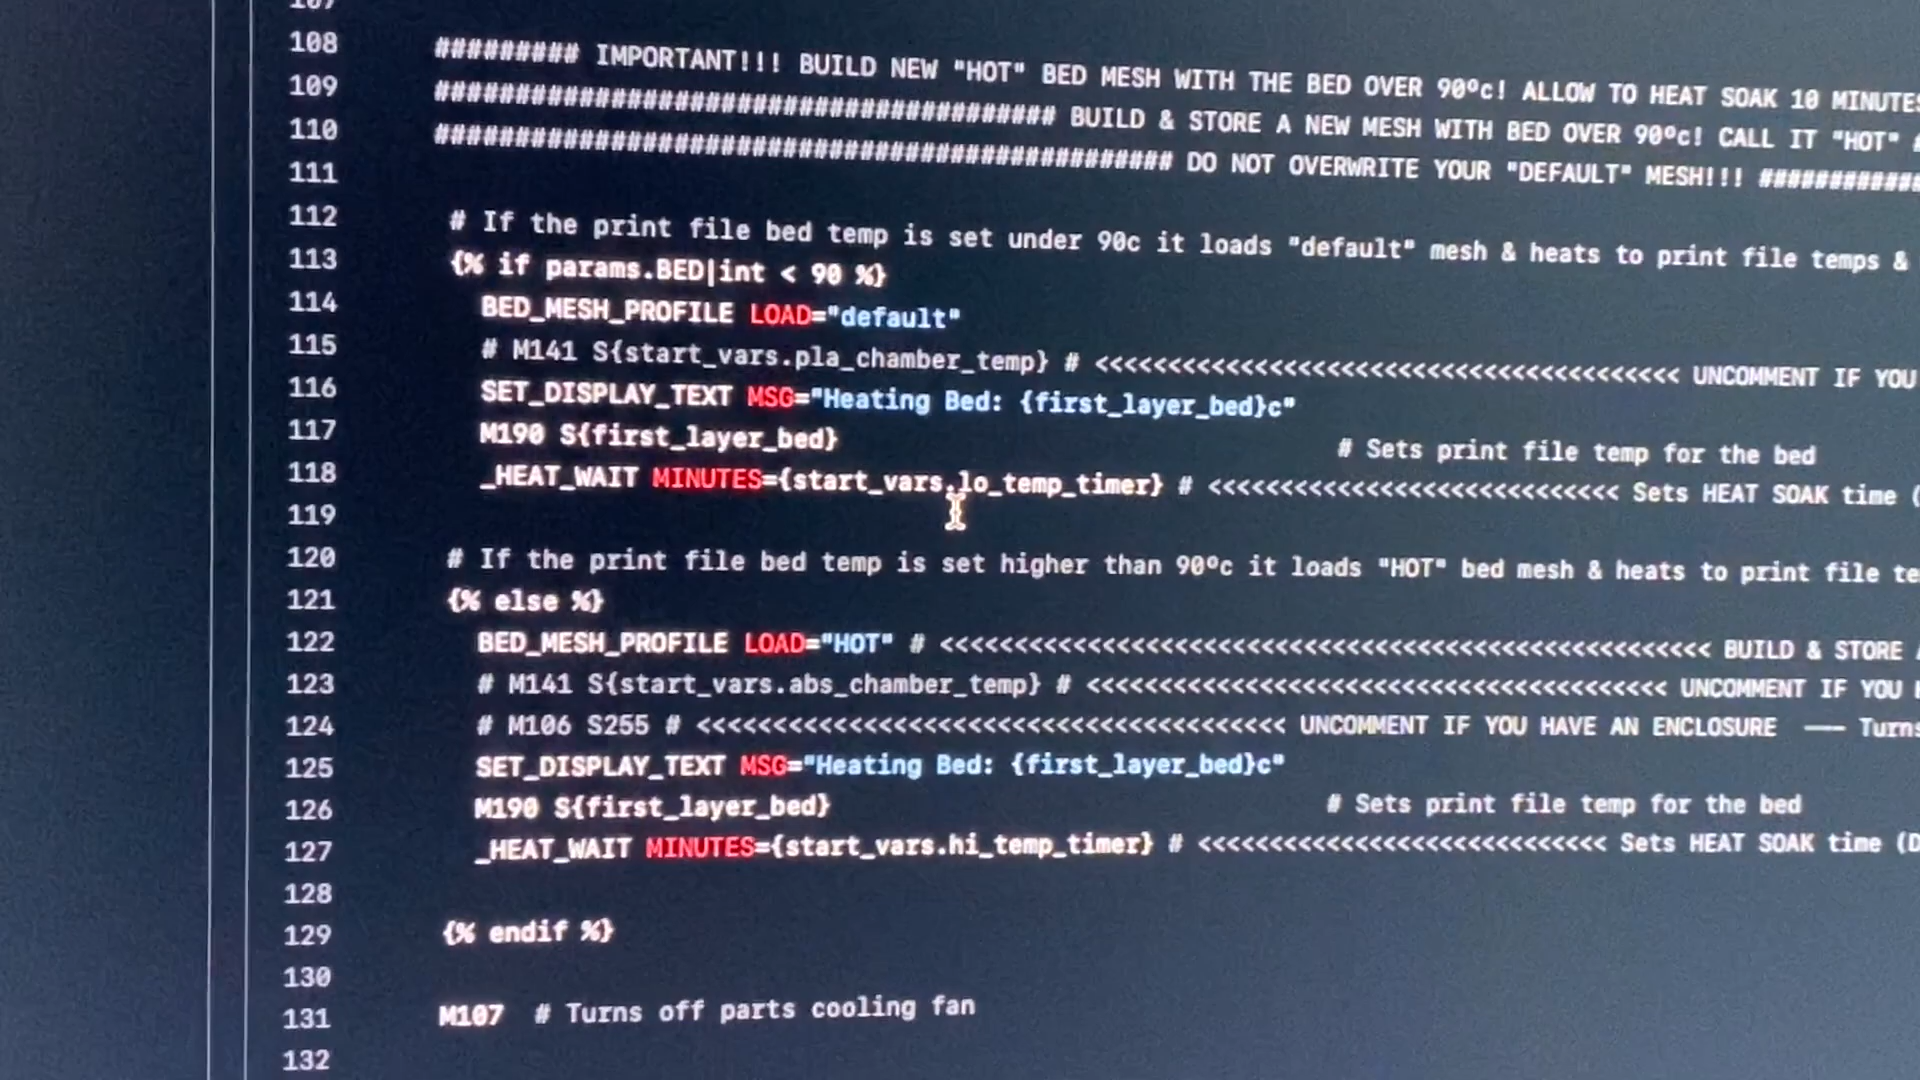 108 ######### IMPORTANT!!! BUILD NEW "HOT" BED MESH WITH THE BED OVER 90ºc! ALLOW TO HEAT SOAK 10 MINUTES
109 ####################################### BUILD & STORE A NEW MESH WITH BED OVER 90ºc! CALL IT "HOT" #
110 ############################################## DO NOT OVERWRITE YOUR "DEFAULT" MESH!!! ############
111
112 # If the print file bed temp is set under 90c it loads "default" mesh & heats to print file temps &
113 {% if params.BED|int < 90 %}
114 BED_MESH_PROFILE LOAD="default"
115 # M141 S{start_vars.pla_chamber_temp} # <<<<<<<<<<<<<<<<<<<<<<<<<<<<<<<<<<<<<<<< UNCOMMENT IF YOU
116 SET_DISPLAY_TEXT MSG="Heating Bed: {first_layer_bed}c"
117 M190 S{first_layer_bed} # Sets print file temp for the bed
118 _HEAT_WAIT MINUTES={start_vars.lo_temp_timer} # <<<<<<<<<<<<<<<<<<<<<<<<<<<< Sets HEAT SOAK time (
119
120 # If the print file bed temp is set higher than 90ºc it loads "HOT" bed mesh & heats to print file te
121 {% else %}
122 BED_MESH_PROFILE LOAD="HOT" # <<<<<<<<<<<<<<<<<<<<<<<<<<<<<<<<<<<<<<<<<<<<<<<<<<<< BUILD & STORE
123 # M141 S{start_vars.abs_chamber_temp} # <<<<<<<<<<<<<<<<<<<<<<<<<<<<<<<<<<<<<<<< UNCOMMENT IF YOU
124 # M106 S255 # <<<<<<<<<<<<<<<<<<<<<<<<<<<<<<<<<<<<<<<< UNCOMMENT IF YOU HAVE AN ENCLOSURE —— Turns
125 SET_DISPLAY_TEXT MSG="Heating Bed: {first_layer_bed}c"
126 M190 S{first_layer_bed} # Sets print file temp for the bed
127 _HEAT_WAIT MINUTES={start_vars.hi_temp_timer} # <<<<<<<<<<<<<<<<<<<<<<<<<<<< Sets HEAT SOAK time (D
128
129 {% endif %}
130
131 M107 # Turns off parts cooling fan
132